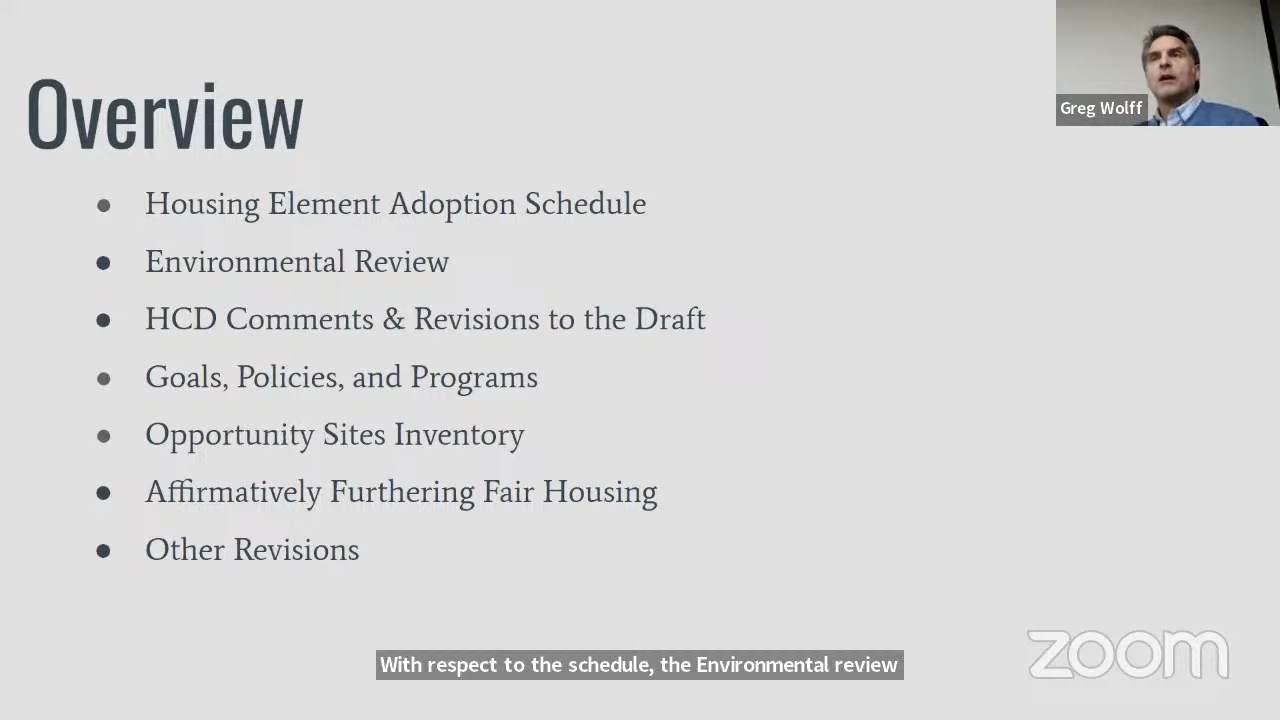 Overview
Greg Wolff
● Housing Element Adoption Schedule
● Environmental Review
● HCD Comments & Revisions to the Draft
● Goals, Policies, and Programs
● Opportunity Sites Inventory
● Affirmatively Furthering Fair Housing
● Other Revisions
With respect to the schedule, the Environmental review
zoom